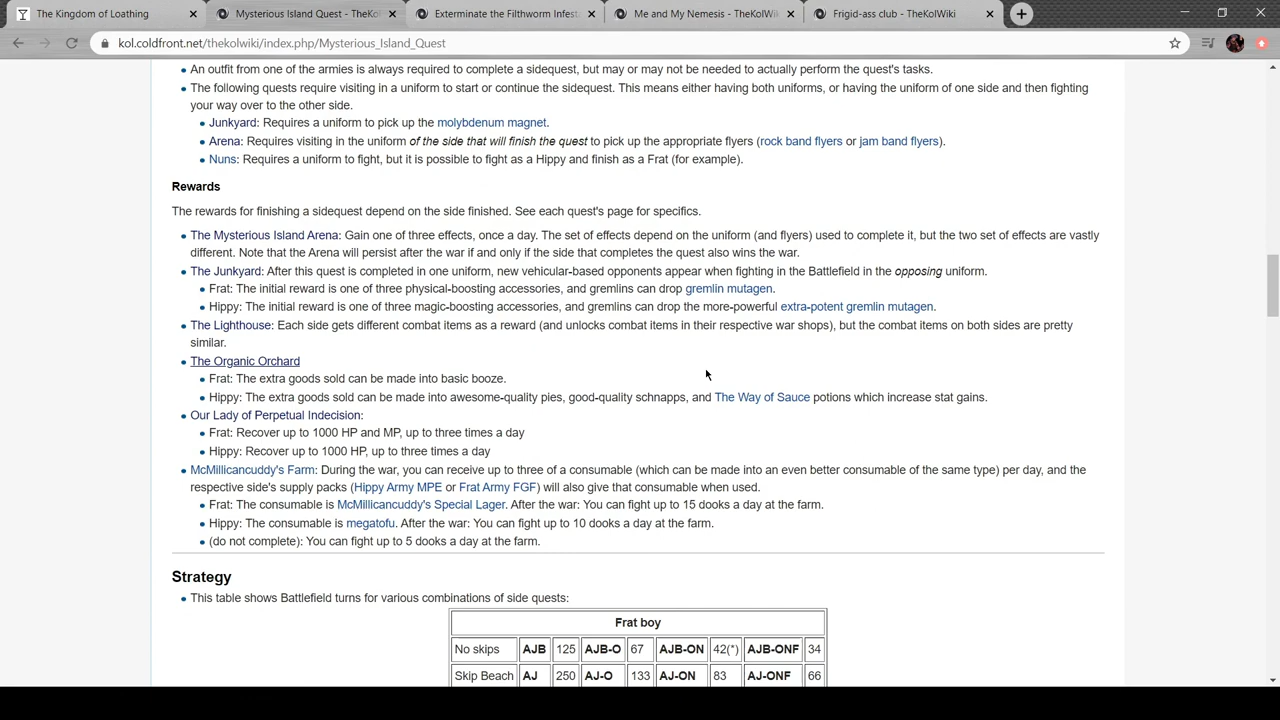 The Kingdom of Loathing
Mysterious Island Quest - TheKol
Exterminate the Filthworm Infest
Me and My Nemesis - TheKolWi
Frigid-ass club - TheKolWiki
kol.coldfront.net/thekolwiki/index.php/Mysterious_Island_Quest
An outfit from one of the armies is always required to complete a sidequest, but may or may not be needed to actually perform the quest's tasks.
The following quests require visiting in a uniform to start or continue the sidequest. This means either having both uniforms, or having the uniform of one side and then fighting
your way over to the other side.
Junkyard: Requires a uniform to pick up the molybdenum magnet.
Arena: Requires visiting in the uniform of the side that will finish the quest to pick up the appropriate flyers (rock band flyers or jam band flyers).
Nuns: Requires a uniform to fight, but it is possible to fight as a Hippy and finish as a Frat (for example).
Rewards
The rewards for finishing a sidequest depend on the side finished. See each quest's page for specifics.
The Mysterious Island Arena: Gain one of three effects, once a day. The set of effects depend on the uniform (and flyers) used to complete it, but the two set of effects are vastly
different. Note that the Arena will persist after the war if and only if the side that completes the quest also wins the war.
The Junkyard: After this quest is completed in one uniform, new vehicular-based opponents appear when fighting in the Battlefield in the opposing uniform.
Frat: The initial reward is one of three physical-boosting accessories, and gremlins can drop gremlin mutagen.
Hippy: The initial reward is one of three magic-boosting accessories, and gremlins can drop the more-powerful extra-potent gremlin mutagen.
The Lighthouse: Each side gets different combat items as a reward (and unlocks combat items in their respective war shops), but the combat items on both sides are pretty
similar.
The Organic Orchard
Frat: The extra goods sold can be made into basic booze.
Hippy: The extra goods sold can be made into awesome-quality pies, good-quality schnapps, and The Way of Sauce potions which increase stat gains.
Our Lady of Perpetual Indecision:
Frat: Recover up to 1000 HP and MP, up to three times a day
Hippy: Recover up to 1000 HP, up to three times a day
McMillicancuddy's Farm: During the war, you can receive up to three of a consumable (which can be made into an even better consumable of the same type) per day, and the
respective side's supply packs (Hippy Army MPE or Frat Army FGF) will also give that consumable when used.
Frat: The consumable is McMillicancuddy's Special Lager. After the war: You can fight up to 15 dooks a day at the farm.
Hippy: The consumable is megatofu. After the war: You can fight up to 10 dooks a day at the farm.
(do not complete): You can fight up to 5 dooks a day at the farm.
Strategy
This table shows Battlefield turns for various combinations of side quests:
Frat boy
No skips AJB 125 AJB-O 67 AJB-ON 42(*) AJB-ONF 34
Skip Beach AJ 250 AJ-O 133 AJ-ON 83 AJ-ONF 66